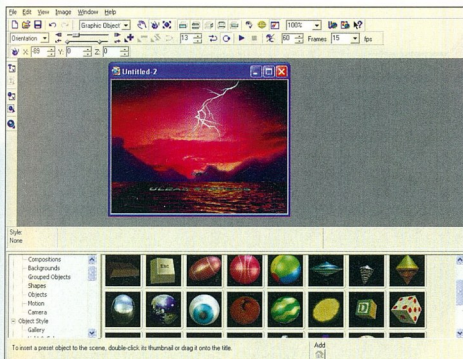 File Edit View Image Window Help
Graphic Object 100%
Orientation 13 60 Frames 15 fps
X: -89 Y: 0 Z: 0
Untitled-2
Style:
None
Compositions
Backgrounds
Grouped Objects
Shapes
Objects
Motion
Camera
Object Style
Gallery
Esc
D
To insert a preset object to the scene, double-click its thumbnail or drag it onto the title.
Add